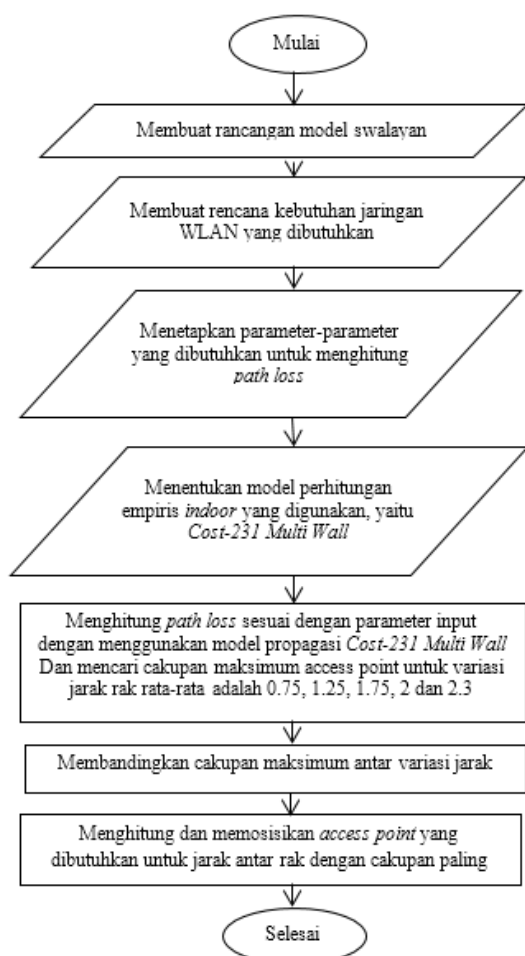 Mulai
Membuat rancangan model swalayan
Membuat rencana kebutuhan jaringan
WLAN yang dibutuhkan
Menetapkan parameter-parameter
yang dibutuhkan untuk menghitung
path loss
Menentukan model perhitungan
empiris indoor yang digunakan, yaitu
Cost-231 Multi Wall
Menghitung path loss sesuai dengan parameter input
dengan menggunakan model propagasi Cost-231 Multi Wall
Dan mencari cakupan maksimum access point untuk variasi
jarak rak rata-rata adalah 0.75, 1.25, 1.75, 2 dan 2.3
Membandingkan cakupan maksimum antar variasi jarak
Menghitung dan memosisikan access point yang
dibutuhkan untuk jarak antar rak dengan cakupan paling
Selesai